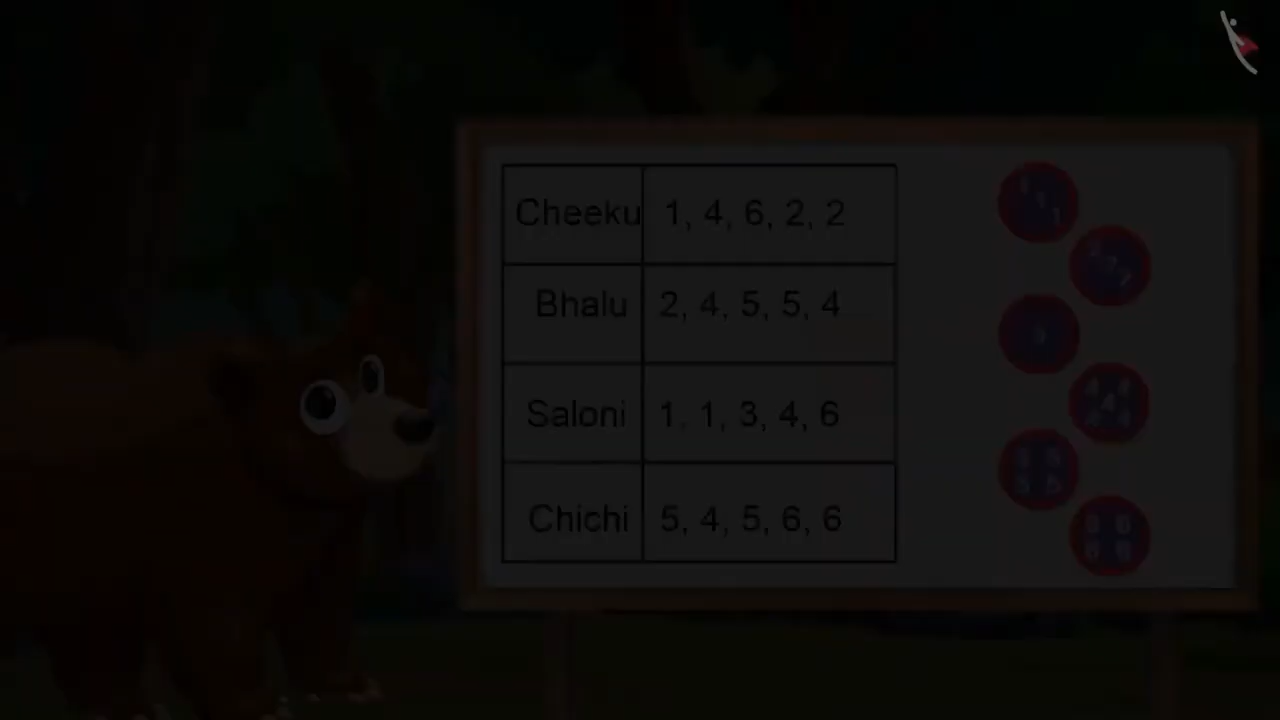 Cheeku 1, 4, 6, 2, 2
Bhalu 2, 4, 5, 5, 4
Saloni 1, 1, 3, 4, 6
Chichi 5, 4, 5, 6, 6